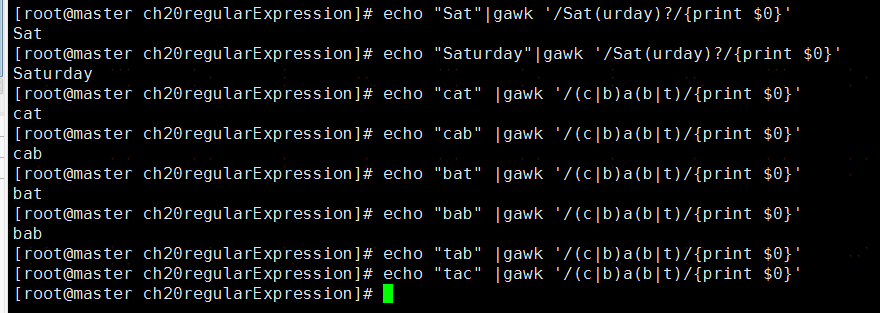 [root@master ch20regularExpression]# echo "Sat"|gawk '/Sat(urday)?/{print $0}'
Sat
[root@master ch20regularExpression]# echo "Saturday"|gawk '/Sat(urday)?/{print $0}'
Saturday
[root@master ch20regularExpression]# echo "cat" |gawk '/(c|b)a(b|t)/{print $0}'
cat
[root@master ch20regularExpression]# echo "cab" |gawk '/(c|b)a(b|t)/{print $0}'
cab
[root@master ch20regularExpression]# echo "bat" |gawk '/(c|b)a(b|t)/{print $0}'
bat
[root@master ch20regularExpression]# echo "bab" |gawk '/(c|b)a(b|t)/{print $0}'
bab
[root@master ch20regularExpression]# echo "tab" |gawk '/(c|b)a(b|t)/{print $0}'
[root@master ch20regularExpression]# echo "tac" |gawk '/(c|b)a(b|t)/{print $0}'
[root@master ch20regularExpression]#